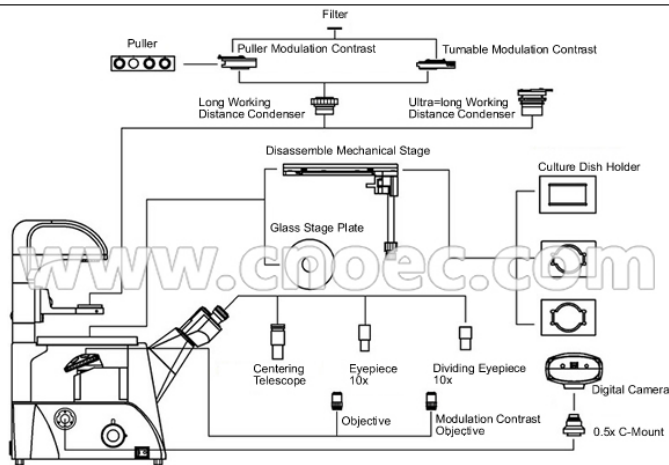 Filter
Puller
Puller Modulation Contrast
Turnable Modulation Contrast
Long Working
Distance Condenser
Ultra=long Working
Distance Condenser
Disassemble Mechanical Stage
Culture Dish Holder
Glass Stage Plate
www.cnoec.com
Centering
Telescope
Eyepiece
10x
Dividing Eyepiece
10x
Digital Camera
Objective
Modulation Contrast
Objective
0.5x C-Mount